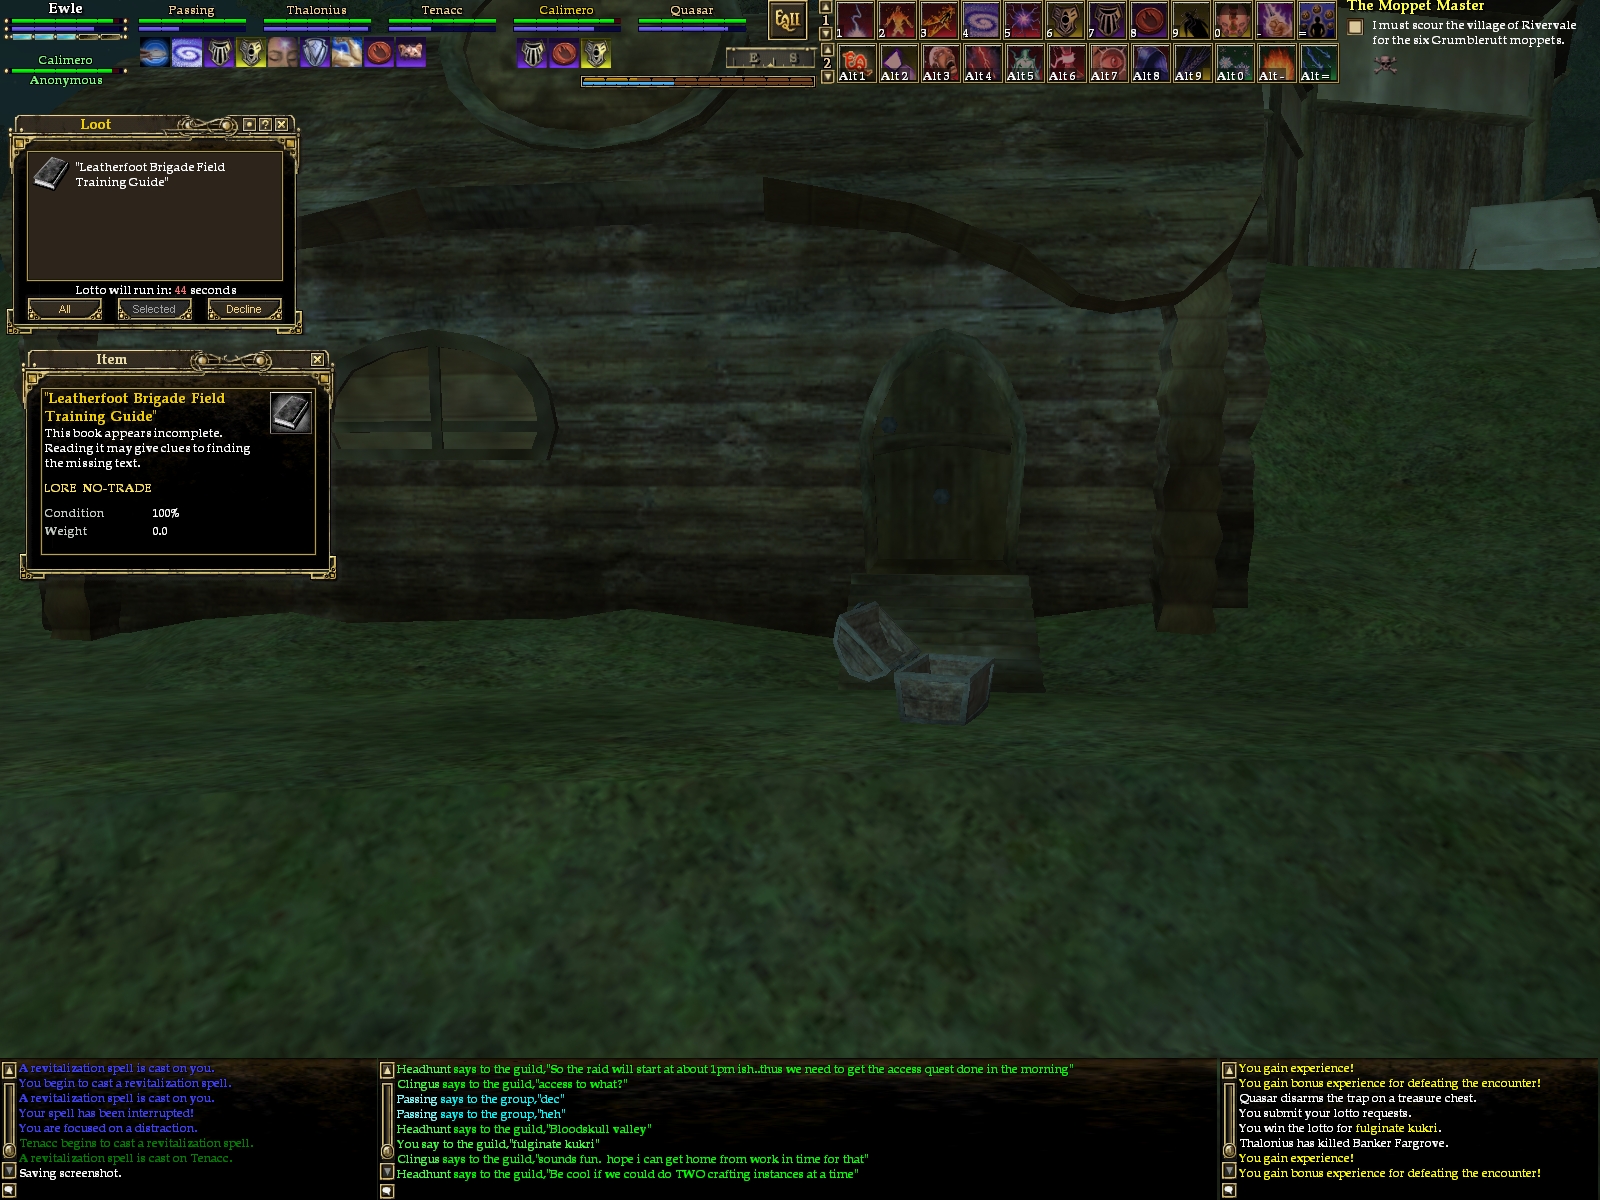 Ewle
Passing
Thalonius
Tenacc
Calimero
Quasar
EQII
Calimero
Anonymous
E S
1
1 2 3 4 5 6 7 8 9 0 - =
2
Alt1 Alt2 Alt3 Alt4 Alt5 Alt6 Alt7 Alt8 Alt9 Alt0 Alt- Alt=
The Moppet Master
I must scour the village of Rivervale
for the six Grumblerutt moppets.
Loot
?
"Leatherfoot Brigade Field
Training Guide"
Lotto will run in: 44 seconds
All
Selected
Decline
Item
"Leatherfoot Brigade Field
Training Guide"
This book appears incomplete.
Reading it may give clues to finding
the missing text.
LORE NO-TRADE
Condition 100%
Weight 0.0
A revitalization spell is cast on you.
You begin to cast a revitalization spell.
A revitalization spell is cast on you.
Your spell has been interrupted!
You are focused on a distraction.
Tenacc begins to cast a revitalization spell.
A revitalization spell is cast on Tenacc.
Saving screenshot.
Headhunt says to the guild,"So the raid will start at about 1pm ish..thus we need to get the access quest done in the morning"
Clingus says to the guild,"access to what?"
Passing says to the group,"dec"
Passing says to the group,"heh"
Headhunt says to the guild,"Bloodskull valley"
You say to the guild,"fulginate kukri"
Clingus says to the guild,"sounds fun.  hope i can get home from work in time for that"
Headhunt says to the guild,"Be cool if we could do TWO crafting instances at a time"
You gain experience!
You gain bonus experience for defeating the encounter!
Quasar disarms the trap on a treasure chest.
You submit your lotto requests.
You win the lotto for fulginate kukri.
Thalonius has killed Banker Fargrove.
You gain experience!
You gain bonus experience for defeating the encounter!